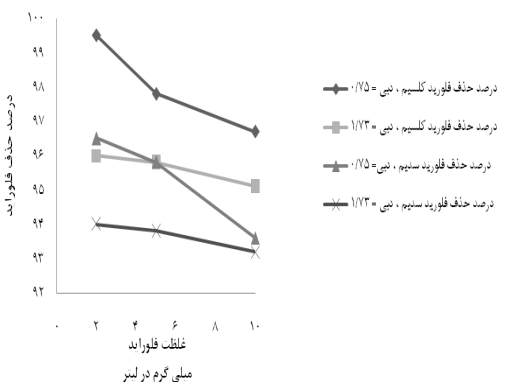 ۱۰۰
۹۹
۹۸
۹۷
۹۶
۹۵
۹۴
۹۳
۹۲
درصد حذف فلوراید
۰ ۲ ۴ ۶ ۸ ۱۰
غلظت فلوراید
میلی گرم در لیتر
درصد حذف فلورید کلسیم ، دبی = ۰/۷۵
درصد حذف فلورید کلسیم ، دبی = ۱/۷۳
درصد حذف فلورید سدیم ، دبی= ۰/۷۵
درصد حذف فلورید سدیم ، دبی = ۱/۷۳